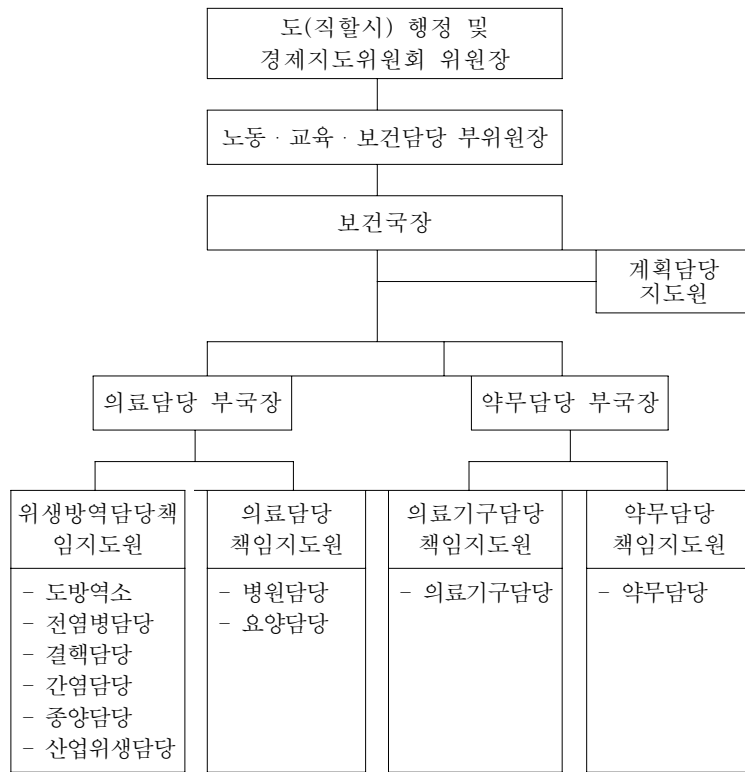 도(직할시) 행정 및
경제지도위원회 위원장
노동 · 교육 · 보건담당 부위원장
보건국장
계획담당
지도원
의료담당 부국장
약무담당 부국장
위생방역담당책
임지도원
- 도방역소
- 전염병담당
- 결핵담당
- 간염담당
- 종양담당
- 산업위생담당
의료담당
책임지도원
- 병원담당
- 요양담당
의료기구담당
책임지도원
- 의료기구담당
약무담당
책임지도원
- 약무담당